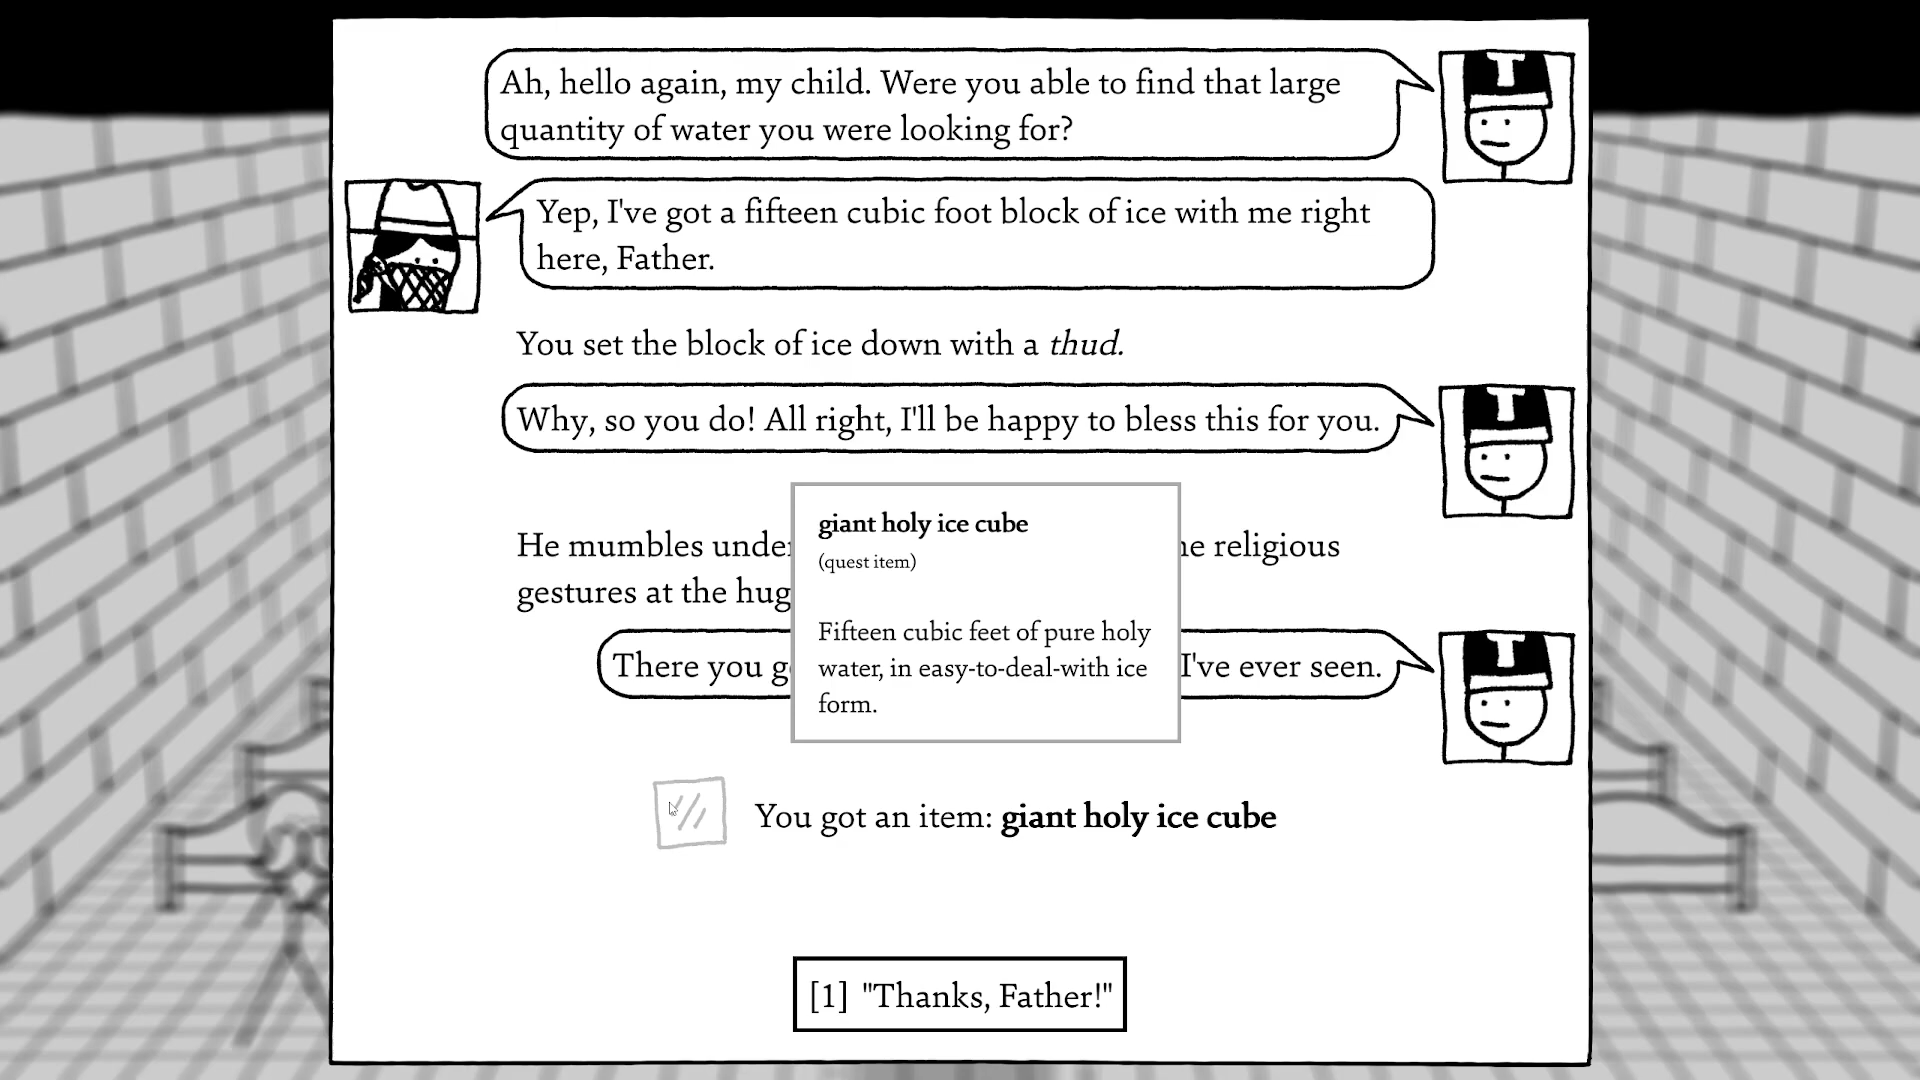 Ah, hello again, my child. Were you able to find that large
quantity of water you were looking for?
Yep, I've got a fifteen cubic foot block of ice with me right
here, Father.
You set the block of ice down with a thud.
Why, so you do! All right, I'll be happy to bless this for you.
He mumbles religious
gestures at the
There you I've ever seen.
giant holy ice cube
(quest item)
Fifteen cubic feet of pure holy
water, in easy-to-deal-with ice
form.
You got an item: giant holy ice cube
[1] "Thanks, Father!"